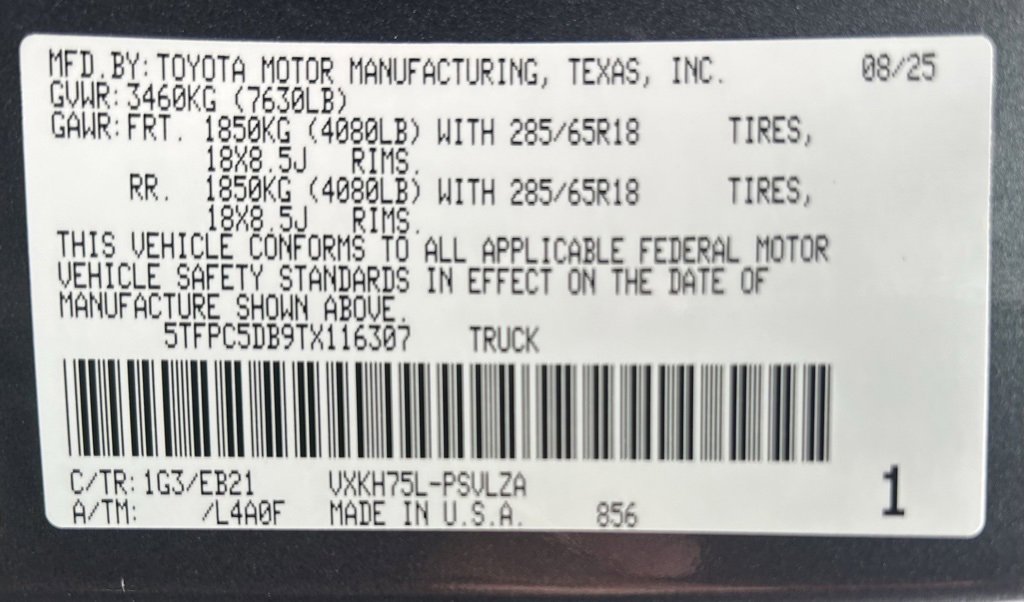 MFD.BY: TOYOTA MOTOR MANUFACTURING, TEXAS, INC. 08/25
GVWR: 3460KG (7630LB)
GAWR: FRT. 1850KG (4080LB) WITH 285/65R18 TIRES,
18X8.5J RIMS.
RR. 1850KG (4080LB) WITH 285/65R18 TIRES,
18X8.5J RIMS.
THIS VEHICLE CONFORMS TO ALL APPLICABLE FEDERAL MOTOR
VEHICLE SAFETY STANDARDS IN EFFECT ON THE DATE OF
MANUFACTURE SHOWN ABOVE.
5TFPC5DB9TX116307 TRUCK
C/TR: 1G3/EB21 VXKH75L-PSVLZA
A/TM: /L4A0F MADE IN U.S.A. 856
1